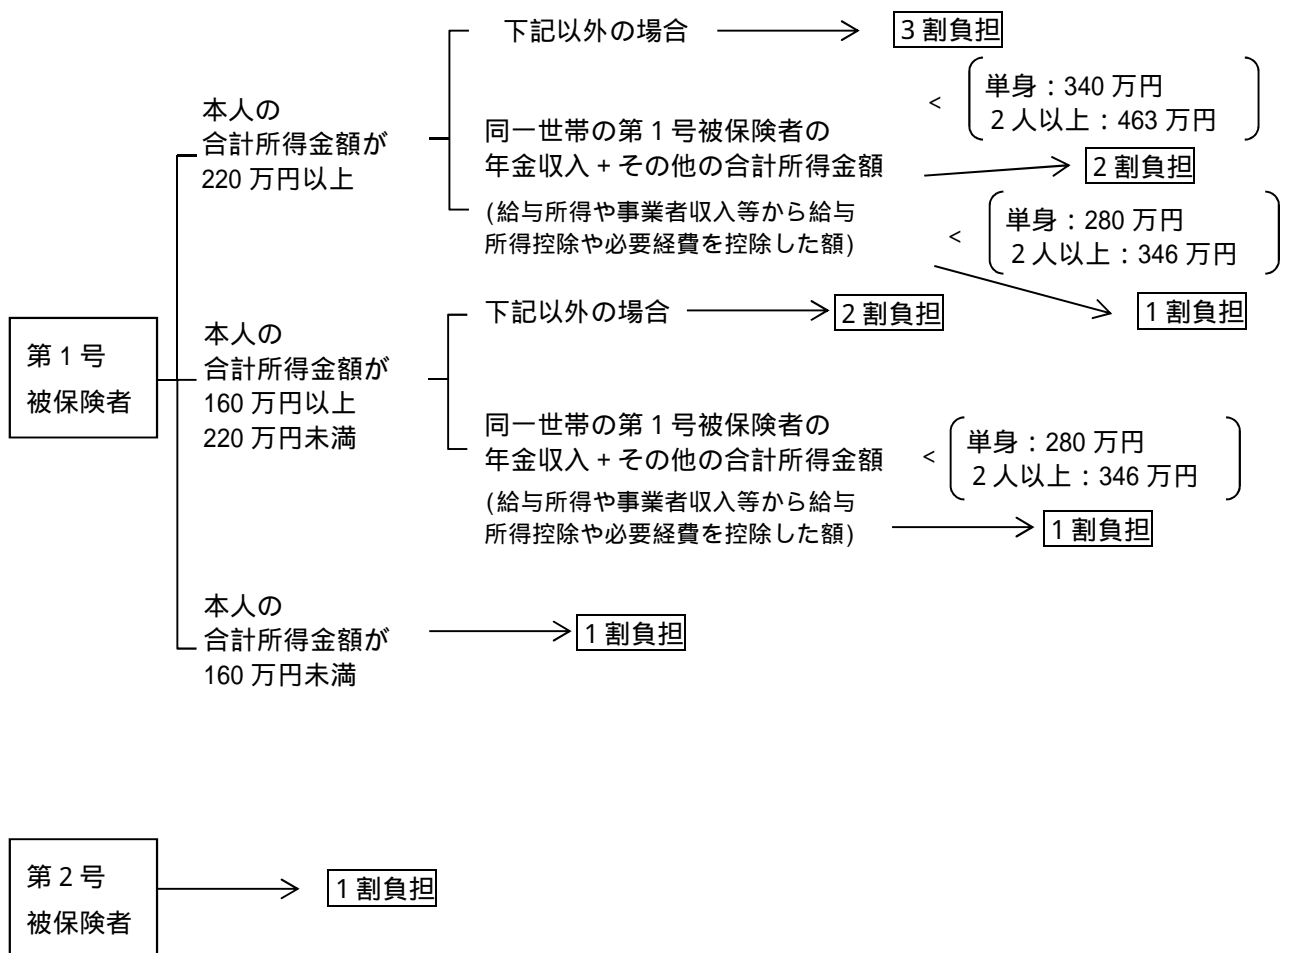 下記以外の場合
3割負担
本人の
合計所得金額が
220万円以上
同一世帯の第1号被保険者の
年金収入+その他の合計所得金額
(給与所得や事業者収入等から給与
所得控除や必要経費を控除した額)
<
単身:340万円
2人以上:463万円
2割負担
<
単身:280万円
2人以上:346万円
1割負担
第1号
被保険者
本人の
合計所得金額が
160万円以上
220万円未満
下記以外の場合
2割負担
同一世帯の第1号被保険者の
年金収入+その他の合計所得金額
(給与所得や事業者収入等から給与
所得控除や必要経費を控除した額)
<
単身:280万円
2人以上:346万円
1割負担
本人の
合計所得金額が
160万円未満
1割負担
第2号
被保険者
1割負担